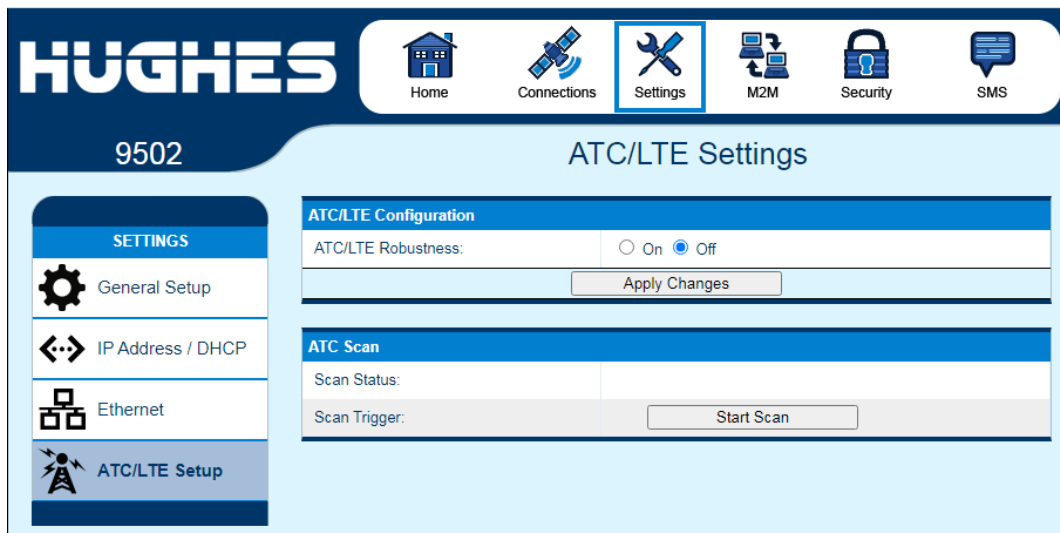 HUGHES
Home
Connections
Settings
M2M
Security
SMS
9502
ATC/LTE Settings
SETTINGS
General Setup
IP Address / DHCP
Ethernet
ATC/LTE Setup
ATC/LTE Configuration
ATC/LTE Robustness: On Off
Apply Changes
ATC Scan
Scan Status:
Scan Trigger: Start Scan